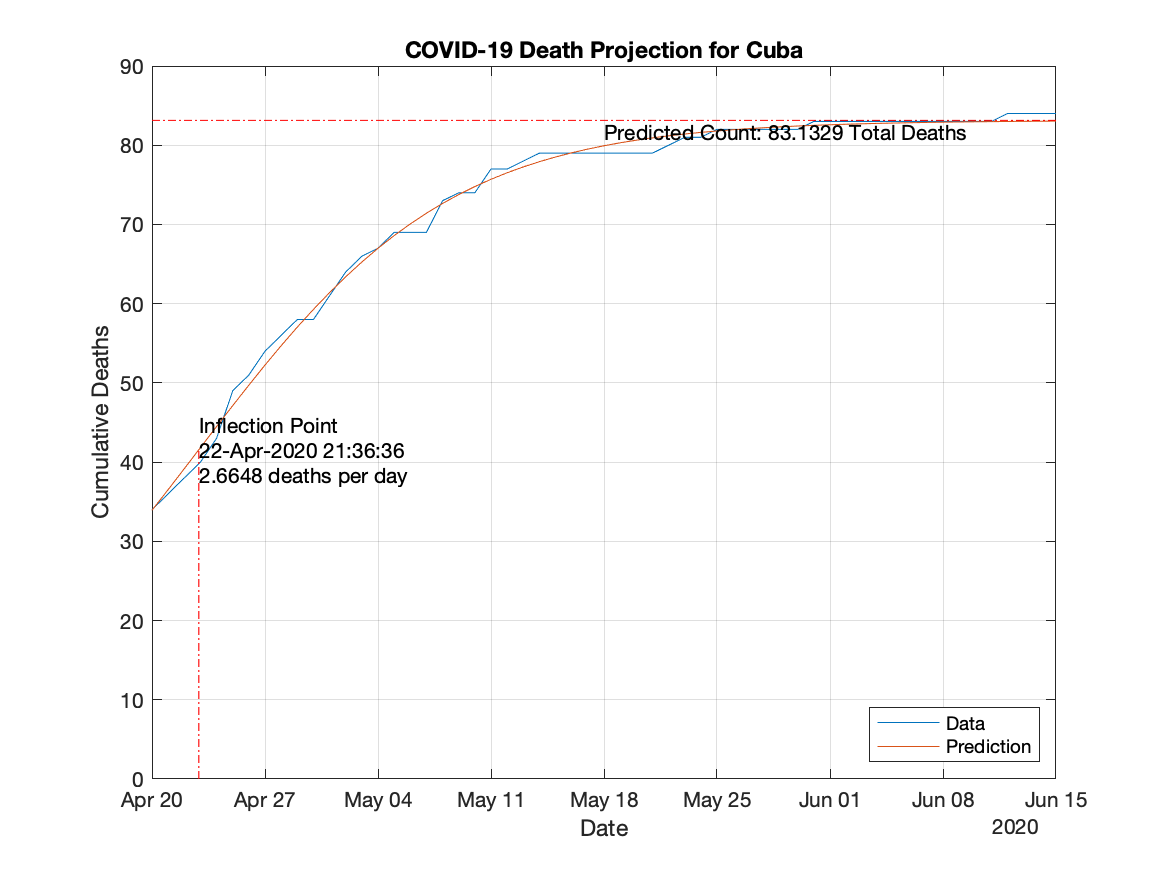 COVID-19 Death Projection for Cuba
90
80
70
60
50
40
30
20
10
0
Cumulative Deaths
Predicted Count: 83.1329 Total Deaths
Inflection Point
22-Apr-2020 21:36:36
2.6648 deaths per day
Data
Prediction
Apr 20 Apr 27 May 04 May 11 May 18 May 25 Jun 01 Jun 08 Jun 15
Date
2020